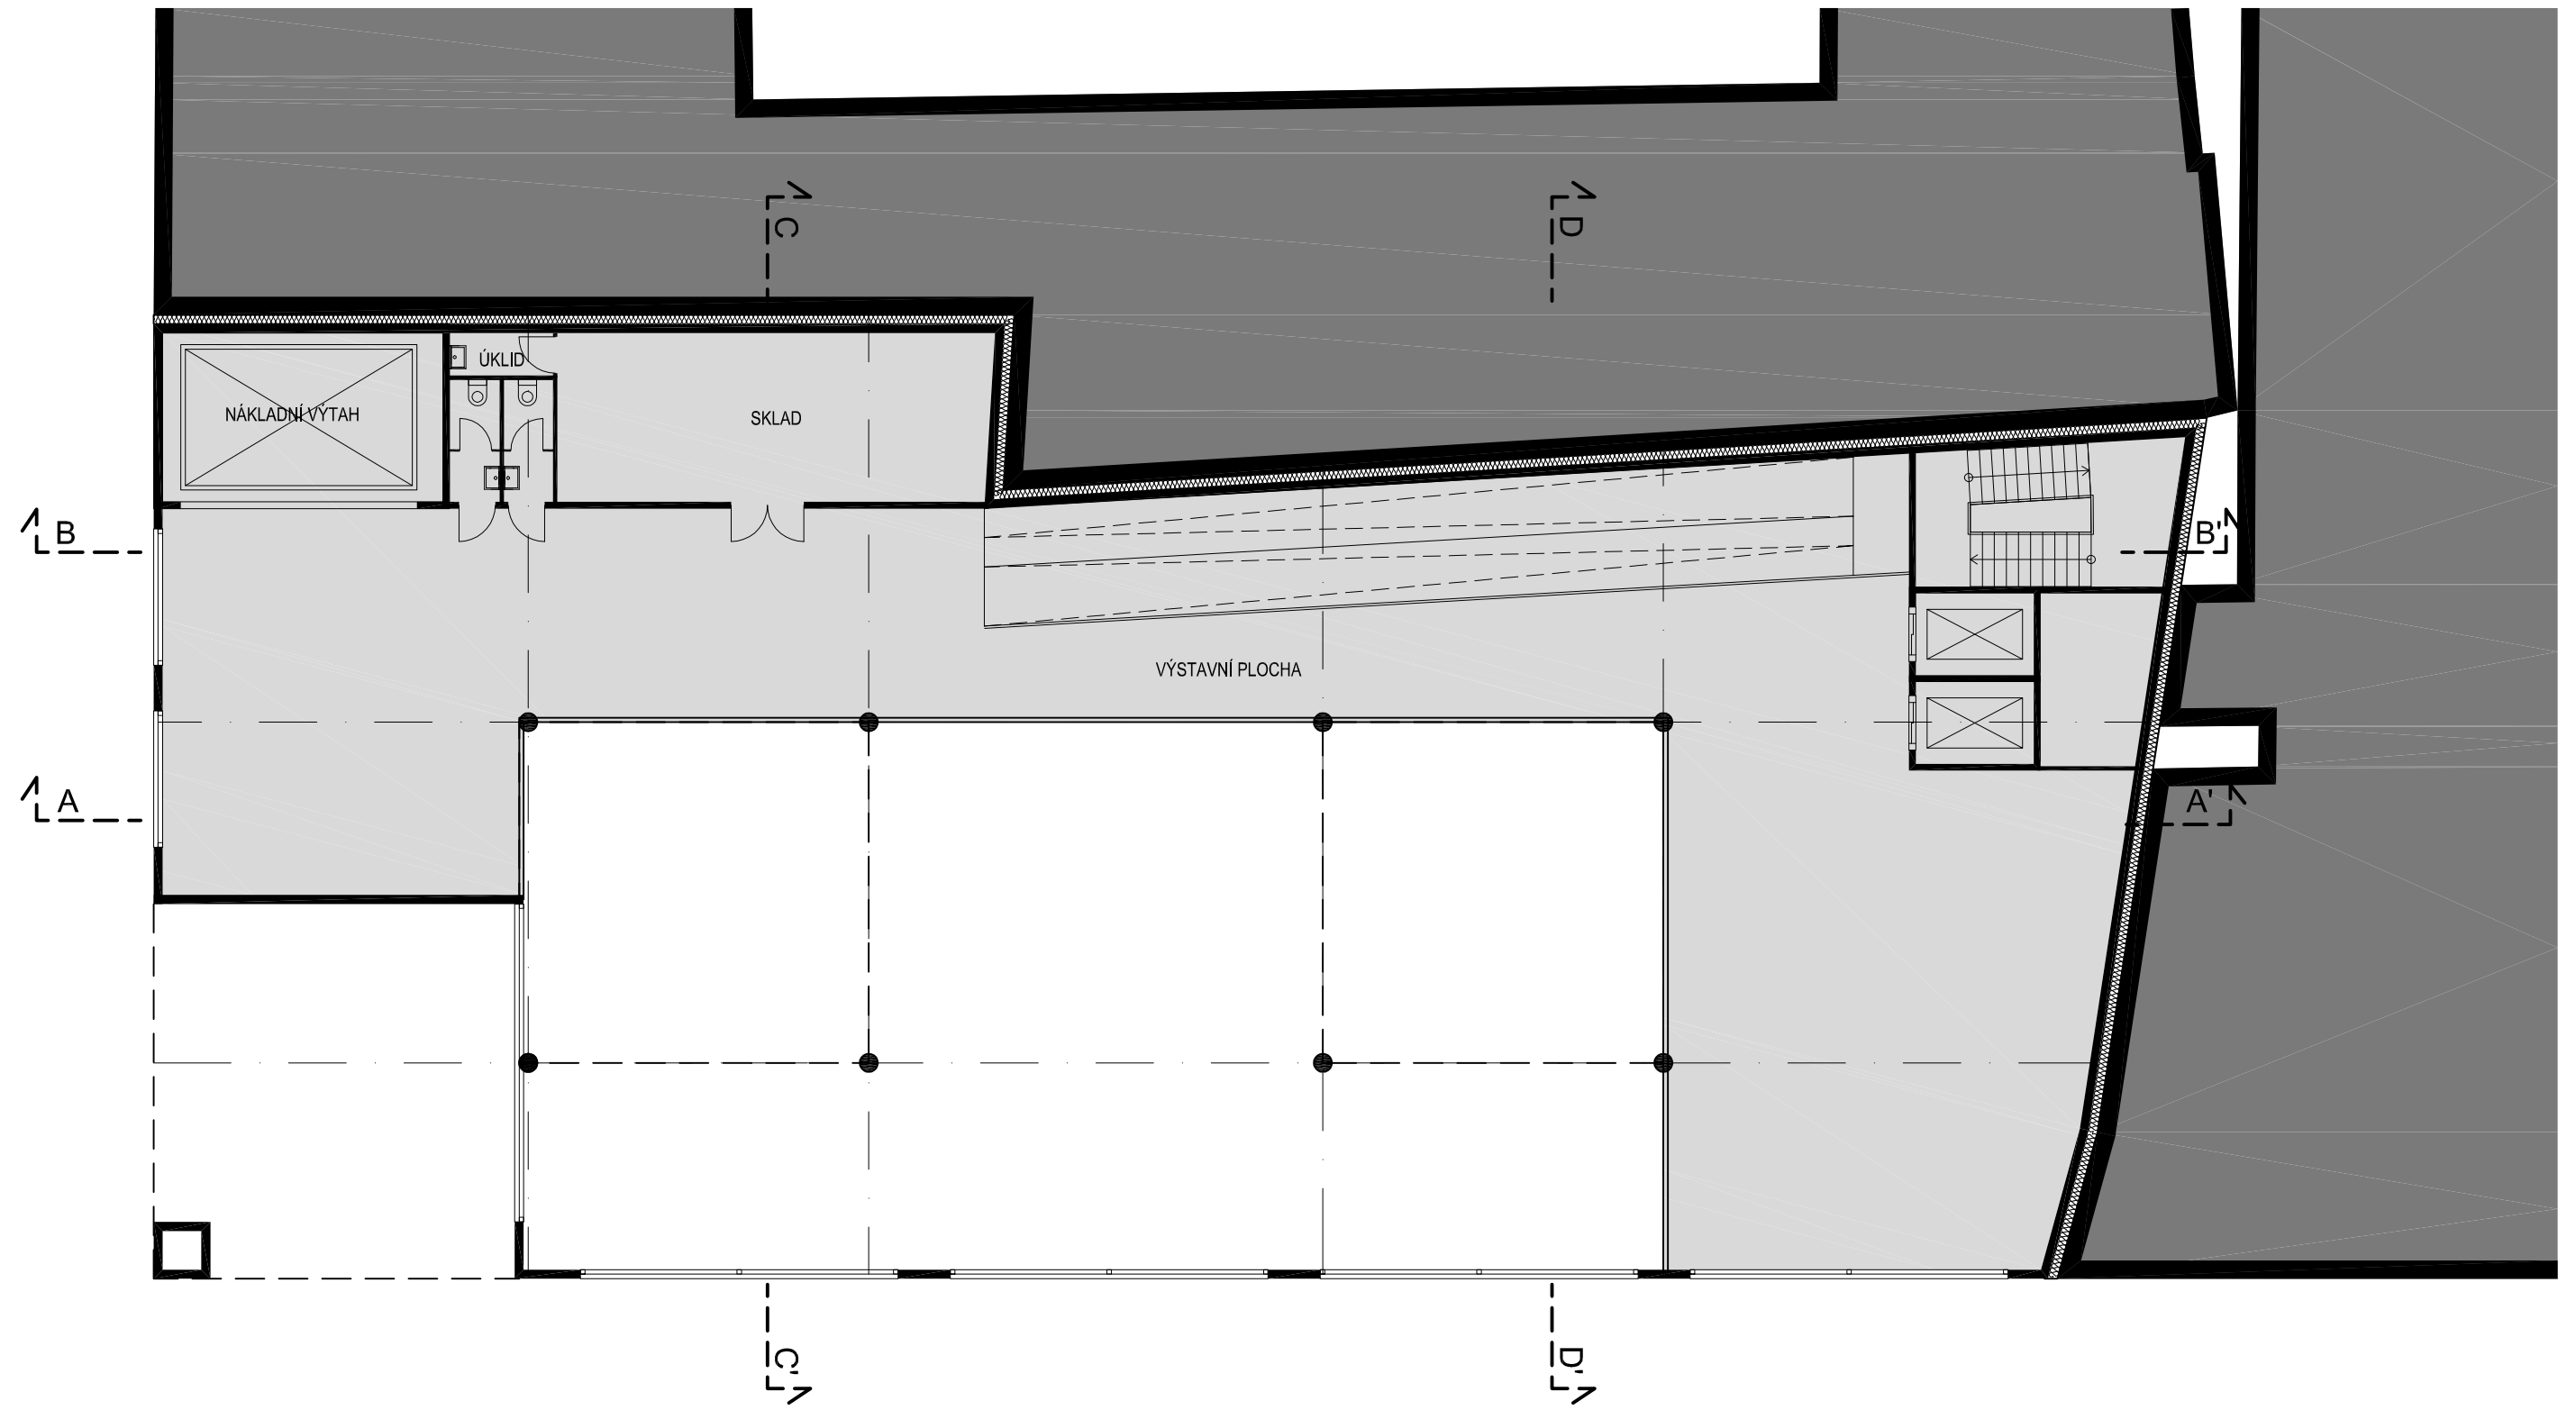 C
D
ÚKLID
NÁKLADNÍ VÝTAH
SKLAD
B
B'
VÝSTAVNÍ PLOCHA
A
A'
C'
D'